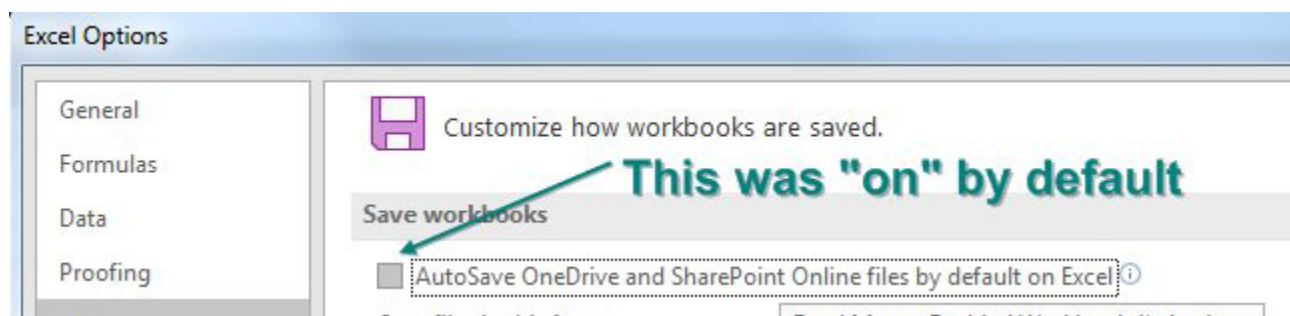 Excel Options
General
Customize how workbooks are saved.
Formulas
This was "on" by default
Data
Save workbooks
Proofing
AutoSave OneDrive and SharePoint Online files by default on Excel